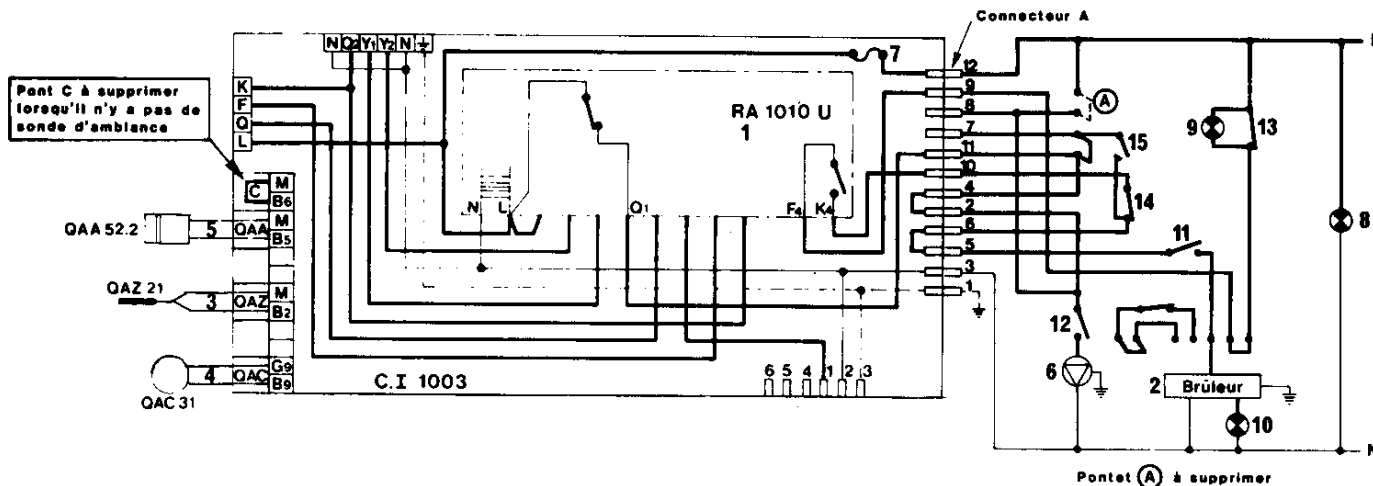 Connecteur A
N Q2 Y1 Y2 N
7
12
9
8
7
11
10
4
2
6
5
3
1
K
F
Q
L
Pont C à supprimer
lorsqu'il n'y a pas de
sonde d'ambiance
C M
B6
QAA 52.2 5 QAA M
B5
QAZ 21 3 QAZ M
B2
4 QAC G9
B9
QAC 31
RA 1010 U
1
N L Q1 F4 K4
C.I 1003
6 5 4 1 2 3
A
9 13
15
14
8
11
12
6
2 Brûleur
10
N
Pontet A à supprimer